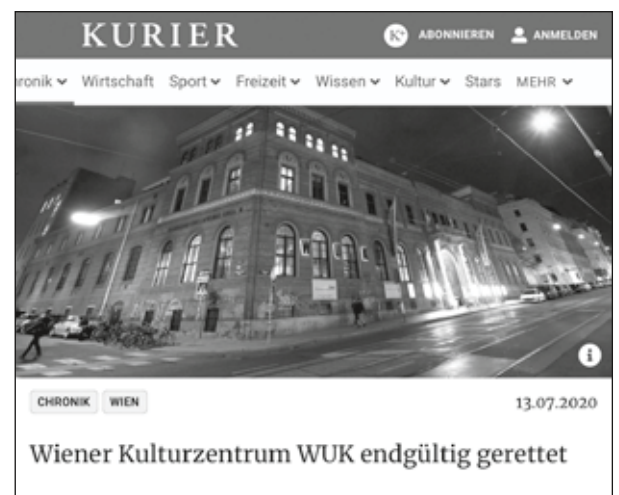 KURIER K+ ABONNIEREN ANMELDEN
ronik Wirtschaft Sport Freizeit Wissen Kultur Stars MEHR
i
CHRONIK WIEN 13.07.2020
Wiener Kulturzentrum WUK endgültig gerettet